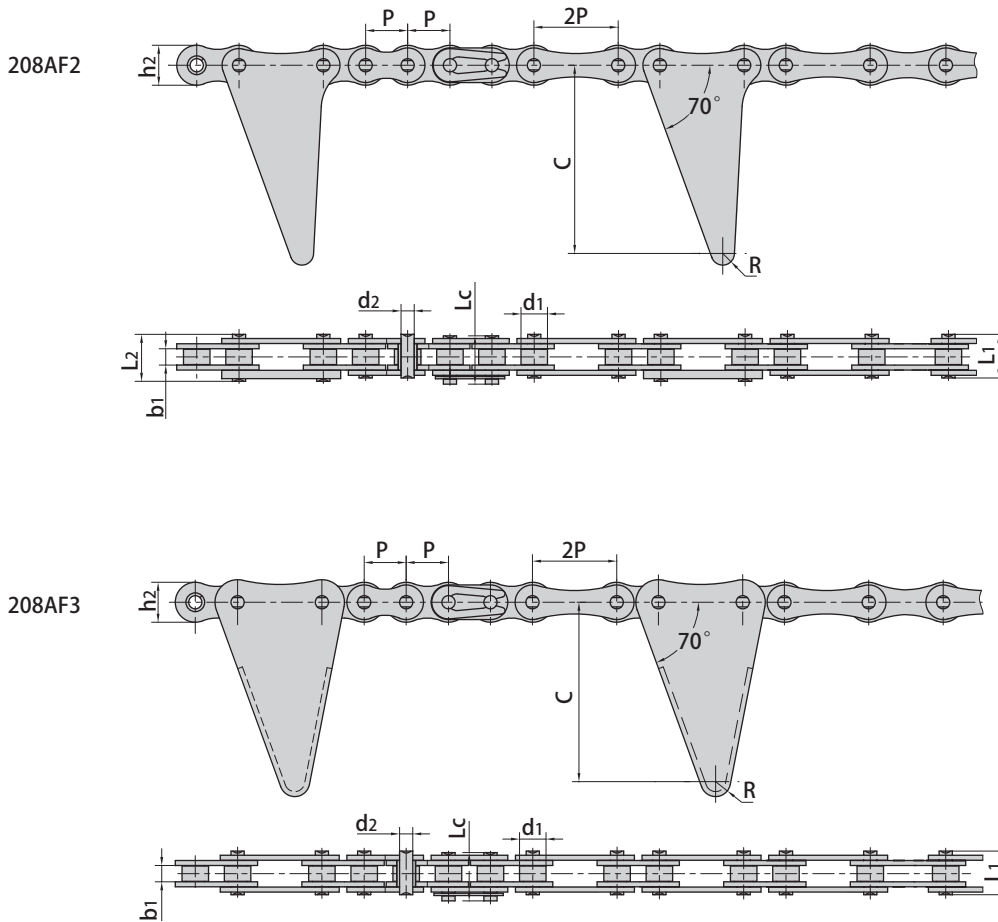 P P 2P
208AF2
h2
70°
C
R
d2 Lc d1
L2 L1
b1
P P 2P
208AF3
h2
70°
C
R
d2 Lc d1
b1 L1